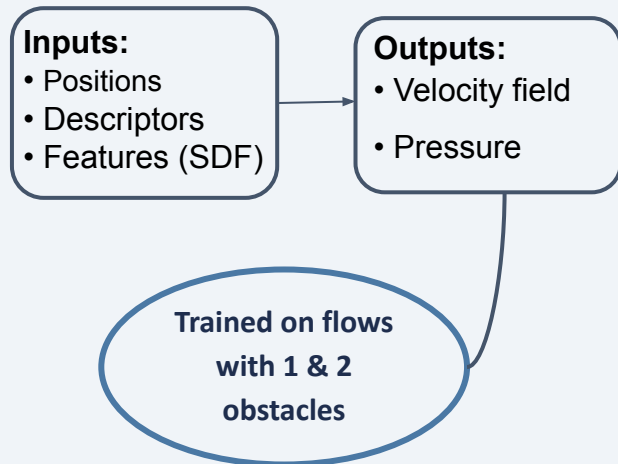 Inputs:
• Positions
• Descriptors
• Features (SDF)
Outputs:
• Velocity field
• Pressure
Trained on flows
with 1 & 2
obstacles